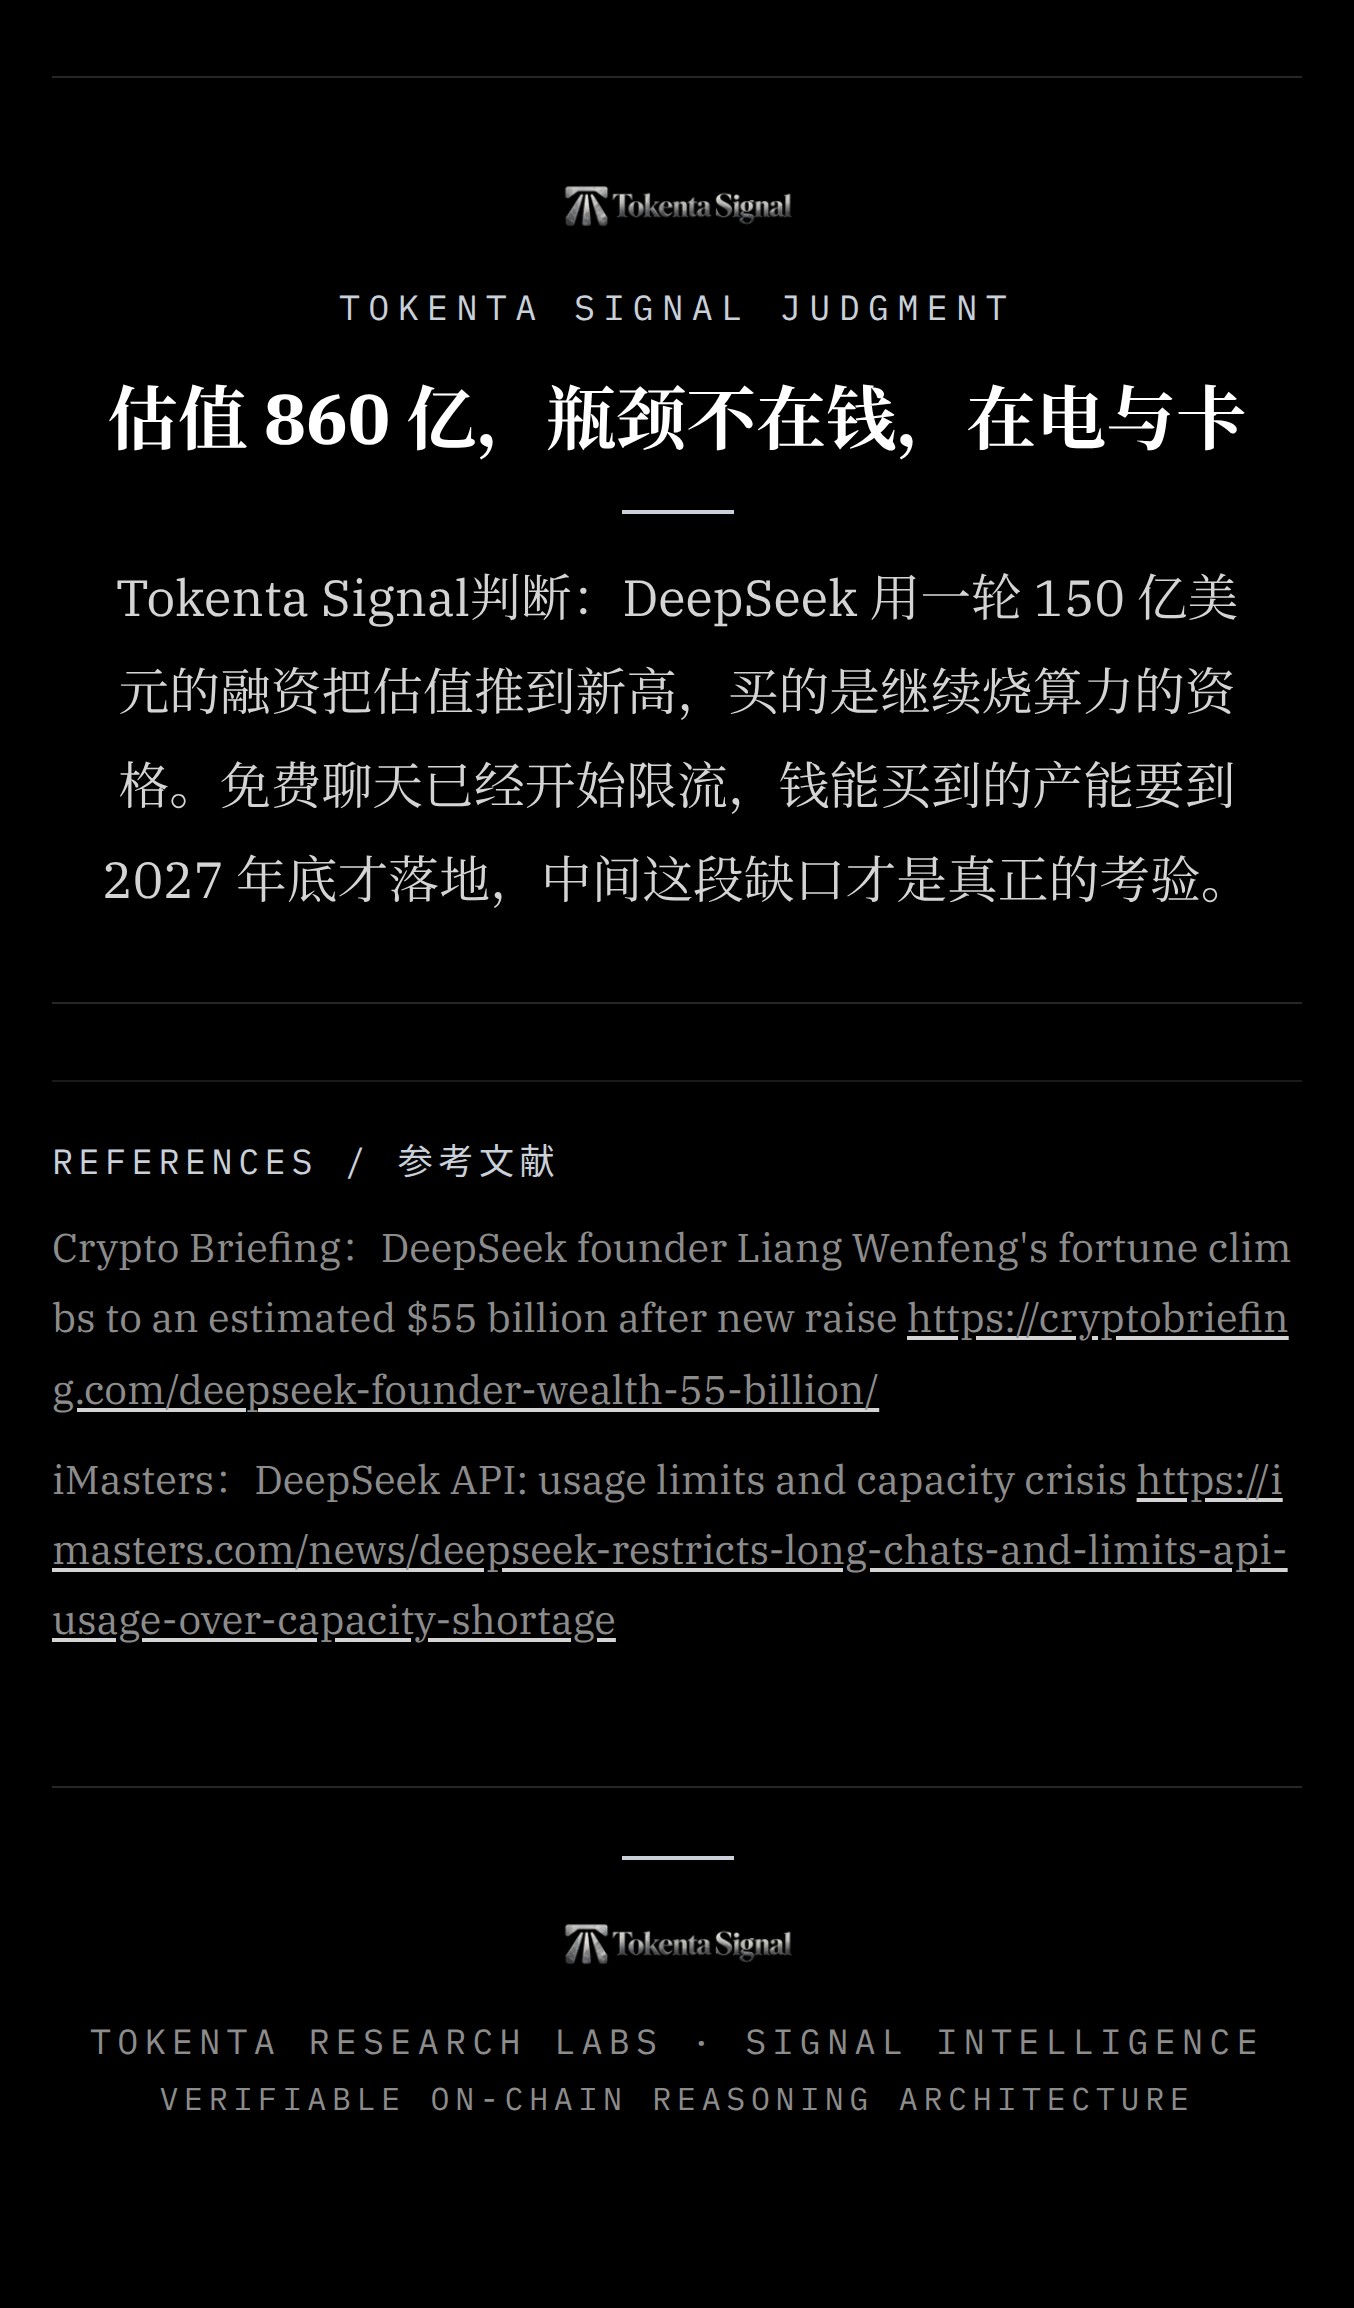 Tokenta Signal
TOKENTA SIGNAL JUDGMENT
估值 860 亿，瓶颈不在钱，在电与卡
Tokenta Signal判断：DeepSeek 用一轮 150 亿美
元的融资把估值推到新高，买的是继续烧算力的资
格。免费聊天已经开始限流，钱能买到的产能要到
2027 年底才落地，中间这段缺口才是真正的考验。
REFERENCES / 参考文献
Crypto Briefing：DeepSeek founder Liang Wenfeng's fortune clim
bs to an estimated $55 billion after new raise https://cryptobriefin
g.com/deepseek-founder-wealth-55-billion/
iMasters：DeepSeek API: usage limits and capacity crisis https://i
masters.com/news/deepseek-restricts-long-chats-and-limits-api-
usage-over-capacity-shortage
Tokenta Signal
TOKENTA RESEARCH LABS · SIGNAL INTELLIGENCE
VERIFIABLE ON-CHAIN REASONING ARCHITECTURE